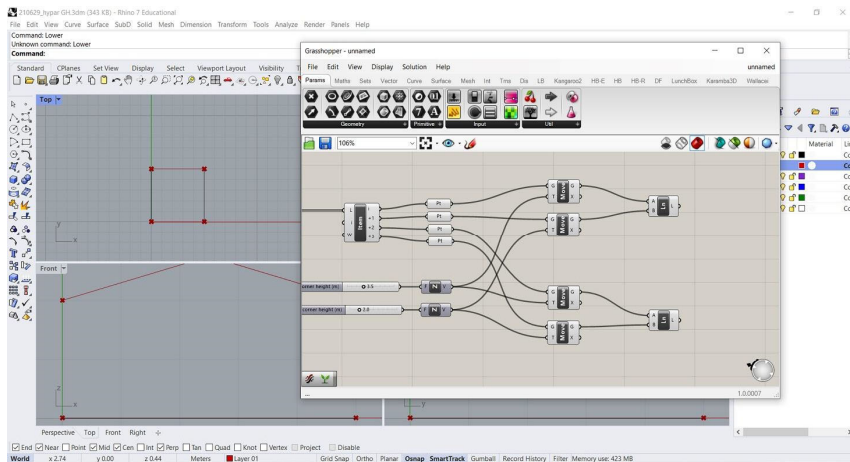 210629_hypar GH.3dm (343 KB) - Rhino 7 Educational
File Edit View Curve Surface SubD Solid Mesh Dimension Transform Tools Analyze Render Panels Help
Command: Lower
Unknown command: Lower
Command:
Standard CPlanes Set View Display Select Viewport Layout Visibility
Top
y
x
Front
z
x
Grasshopper - unnamed
File Edit View Display Solution Help
unnamed
Params Maths Sets Vector Curve Surface Mesh Int Trns Dis LB Kangaroo2 HB-E HB HB-R DF LunchBox Karamba3D Wallacei
Geometry Primitive Input Util
106%
L i W Item i +1 +2
Pt
Pt
Pt
Pt
G T Move G X
G T Move G X
A B Ln L
corner height (m) 3.5
F Z V
corner height (m) 2.0
F Z V
G T Move G X
G T Move G X
A B Ln L
...
1.0.0007
Material
y
Perspective Top Front Right
End Near Point Mid Cen Int Perp Tan Quad Knot Vertex Project Disable
World x 2.74 y 0.00 z 0.44 Meters Layer 01 Grid Snap Ortho Planar Osnap SmartTrack Gumball Record History Filter Memory use: 423 MB